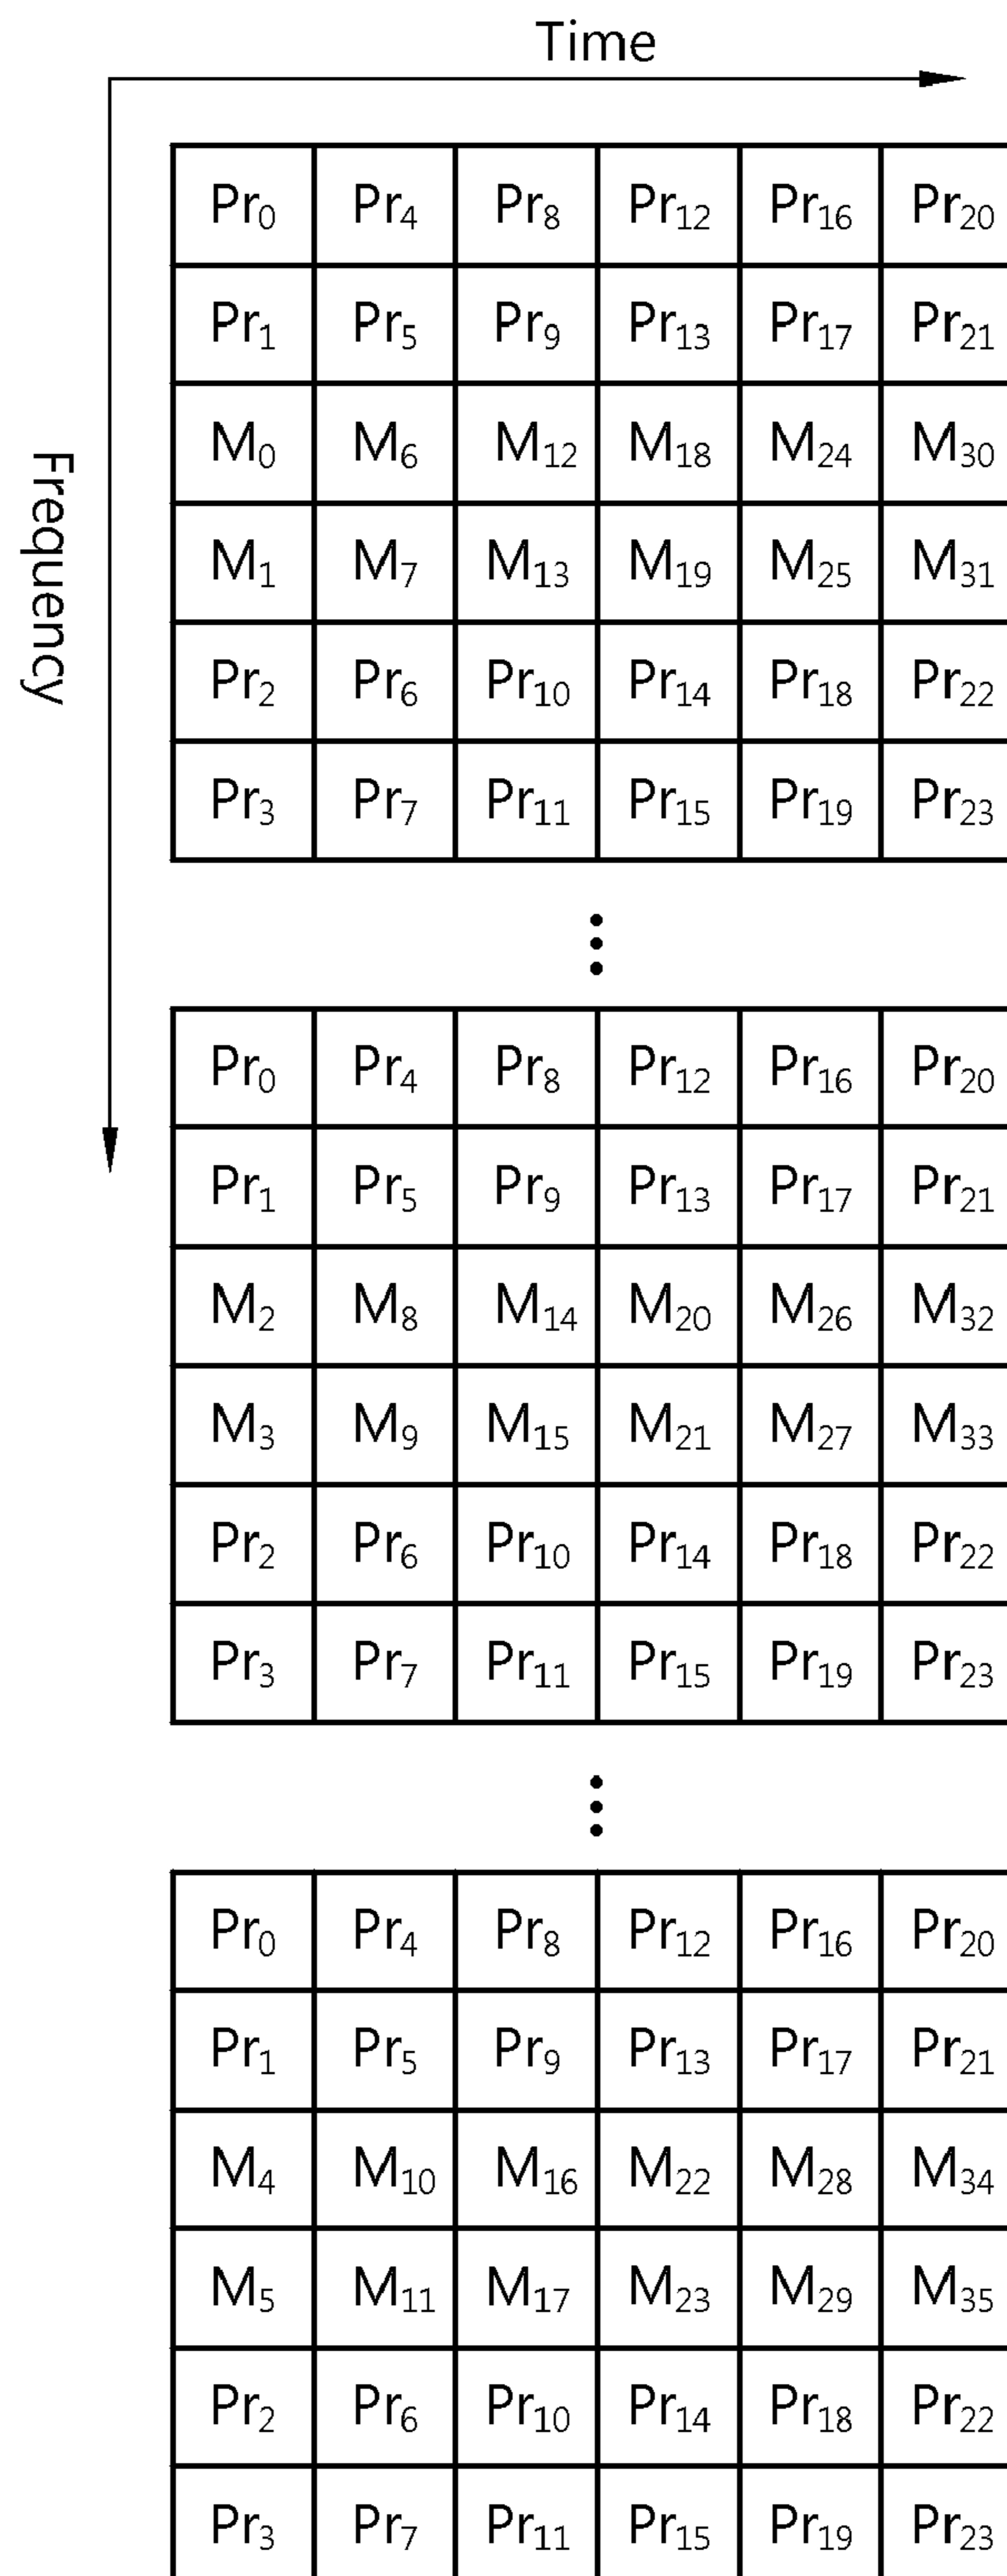 Time
Frequency
Pr0 Pr4 Pr8 Pr12 Pr16 Pr20
Pr1 Pr5 Pr9 Pr13 Pr17 Pr21
M0 M6 M12 M18 M24 M30
M1 M7 M13 M19 M25 M31
Pr2 Pr6 Pr10 Pr14 Pr18 Pr22
Pr3 Pr7 Pr11 Pr15 Pr19 Pr23
Pr0 Pr4 Pr8 Pr12 Pr16 Pr20
Pr1 Pr5 Pr9 Pr13 Pr17 Pr21
M2 M8 M14 M20 M26 M32
M3 M9 M15 M21 M27 M33
Pr2 Pr6 Pr10 Pr14 Pr18 Pr22
Pr3 Pr7 Pr11 Pr15 Pr19 Pr23
Pr0 Pr4 Pr8 Pr12 Pr16 Pr20
Pr1 Pr5 Pr9 Pr13 Pr17 Pr21
M4 M10 M16 M22 M28 M34
M5 M11 M17 M23 M29 M35
Pr2 Pr6 Pr10 Pr14 Pr18 Pr22
Pr3 Pr7 Pr11 Pr15 Pr19 Pr23